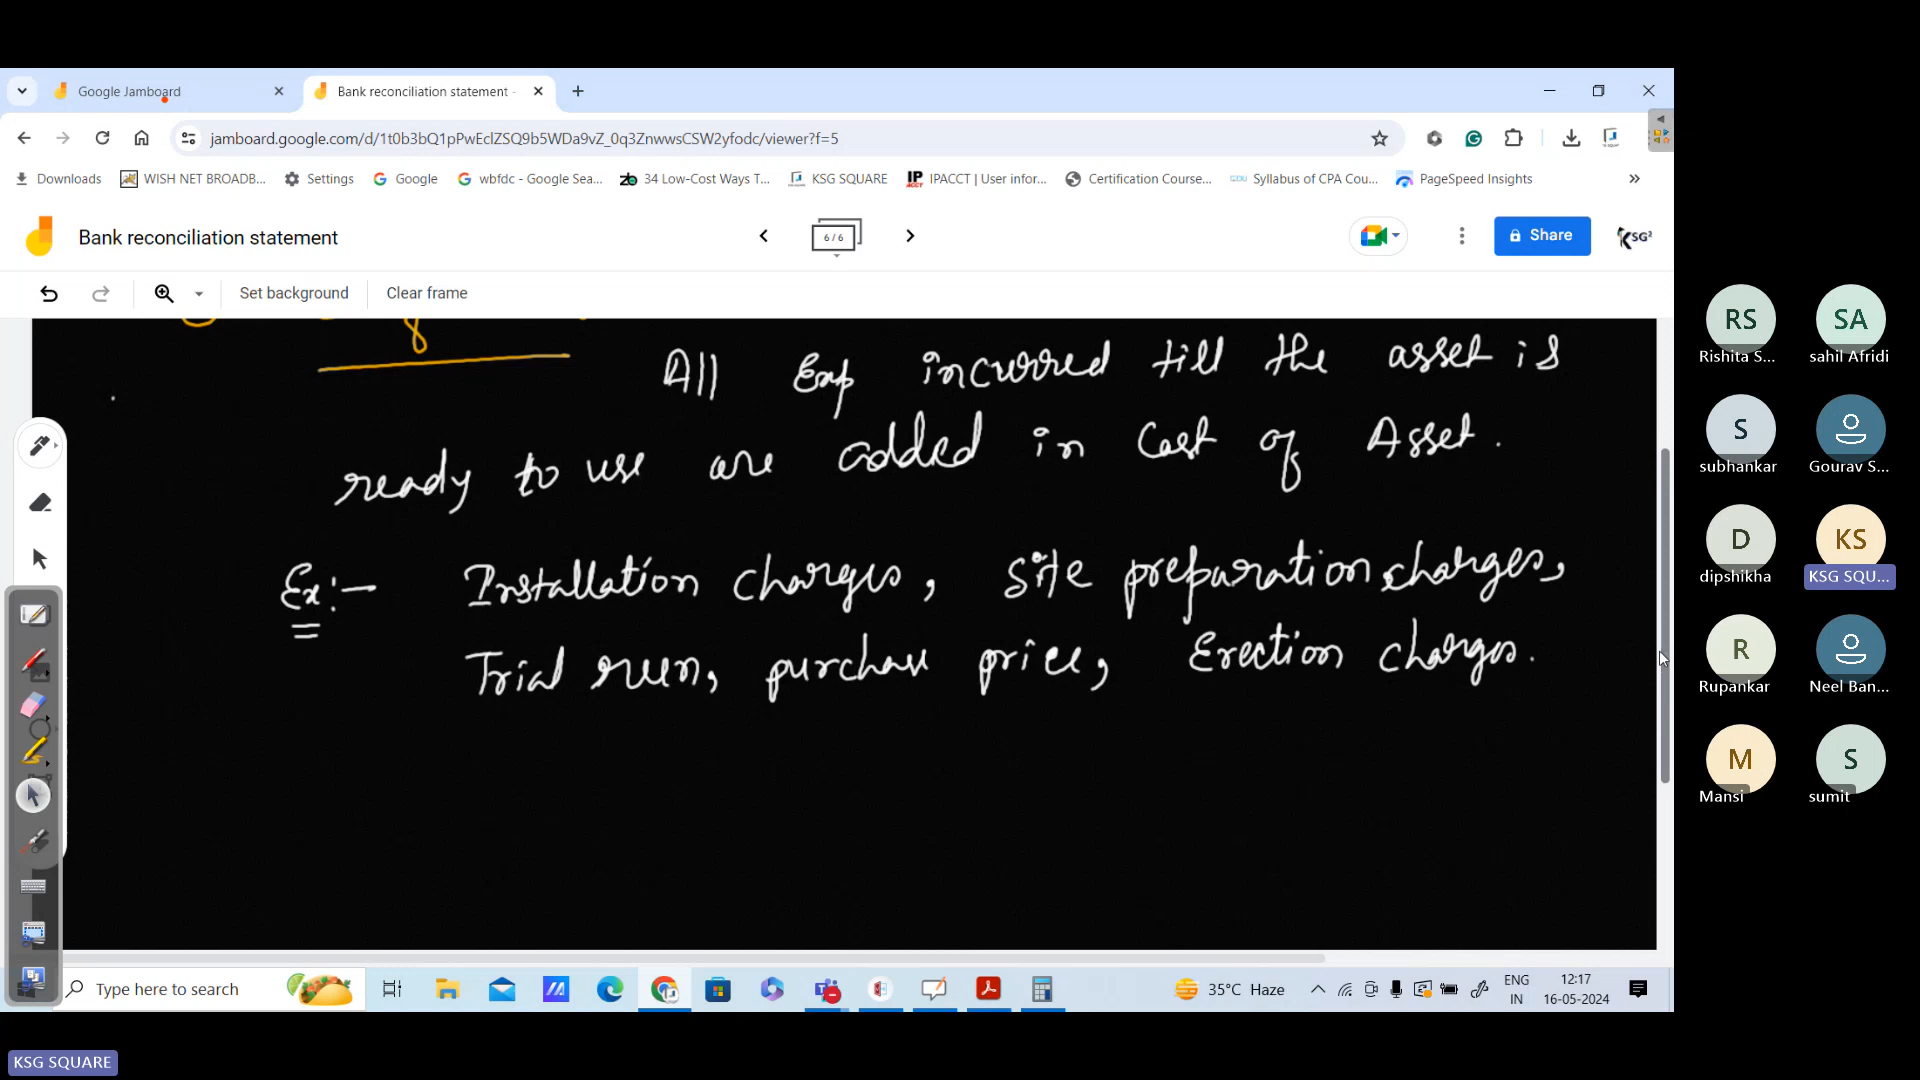 Google Jamboard
Bank reconciliation statement -
jamboard.google.com/d/1t0b3bQ1pPwEclZSQ9b5WDa9vZ_0q3ZnwwsCSW2yfodc/viewer?f=5
Downloads WISH NET BROADB... Settings Google wbfdc - Google Sea... 34 Low-Cost Ways T... KSG SQUARE IPACCT | User infor... Certification Course... Syllabus of CPA Cou... PageSpeed Insights
Bank reconciliation statement
6 / 6
Share
KSG²
Set background Clear frame
All Exp incurred till the asset is
ready to use are added in Cost of Asset.
Ex:- Installation charges, Site preparation charges,
Trial run, purchase price, Erection charges.
RS SA
Rishita S... sahil Afridi
S
subhankar Gourav S...
D KS
dipshikha KSG SQU...
R
Rupankar Neel Ban...
M S
Mansi sumit
Type here to search
35°C Haze
ENG
IN
12:17
16-05-2024
KSG SQUARE